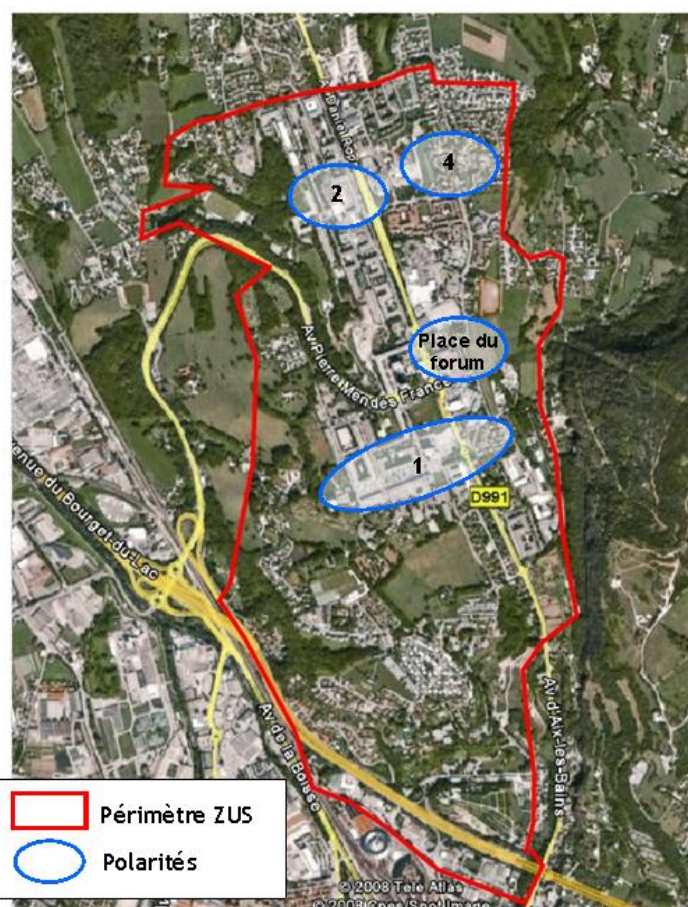 4
2
Place du
forum
Av Pierre Mendès France
1
D991
Av d'Aix-les-Bains
Av de la Boisse
Périmètre ZUS
Polarités
© 2008 Tele Atlas